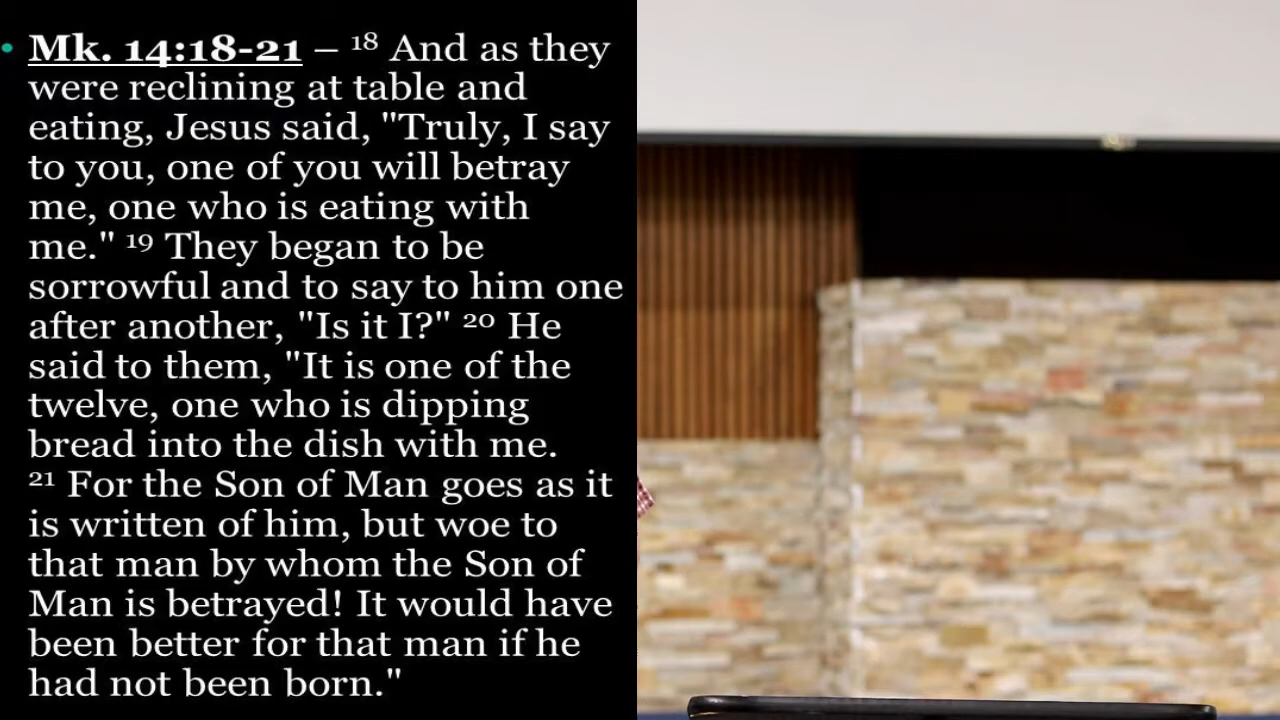 • Mk. 14:18-21 – 18 And as they
were reclining at table and
eating, Jesus said, "Truly, I say
to you, one of you will betray
me, one who is eating with
me." 19 They began to be
sorrowful and to say to him one
after another, "Is it I?" 20 He
said to them, "It is one of the
twelve, one who is dipping
bread into the dish with me.
21 For the Son of Man goes as it
is written of him, but woe to
that man by whom the Son of
Man is betrayed! It would have
been better for that man if he
had not been born."